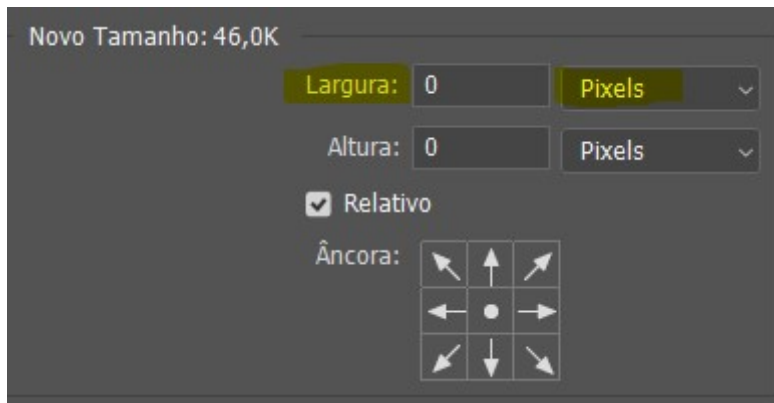 Novo Tamanho: 46,0K
Largura: 0 Pixels
Altura: 0 Pixels
Relativo
Âncora: